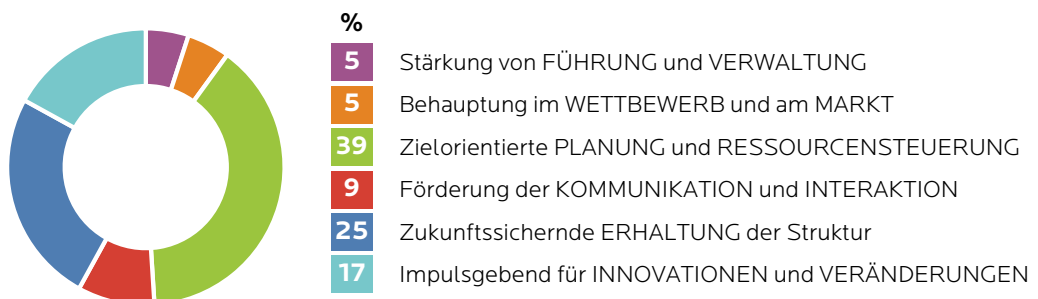 %
5 Stärkung von FÜHRUNG und VERWALTUNG
5 Behauptung im WETTBEWERB und am MARKT
39 Zielorientierte PLANUNG und RESSOURCENSTEUERUNG
9 Förderung der KOMMUNIKATION und INTERAKTION
25 Zukunftssichernde ERHALTUNG der Struktur
17 Impulsgebend für INNOVATIONEN und VERÄNDERUNGEN